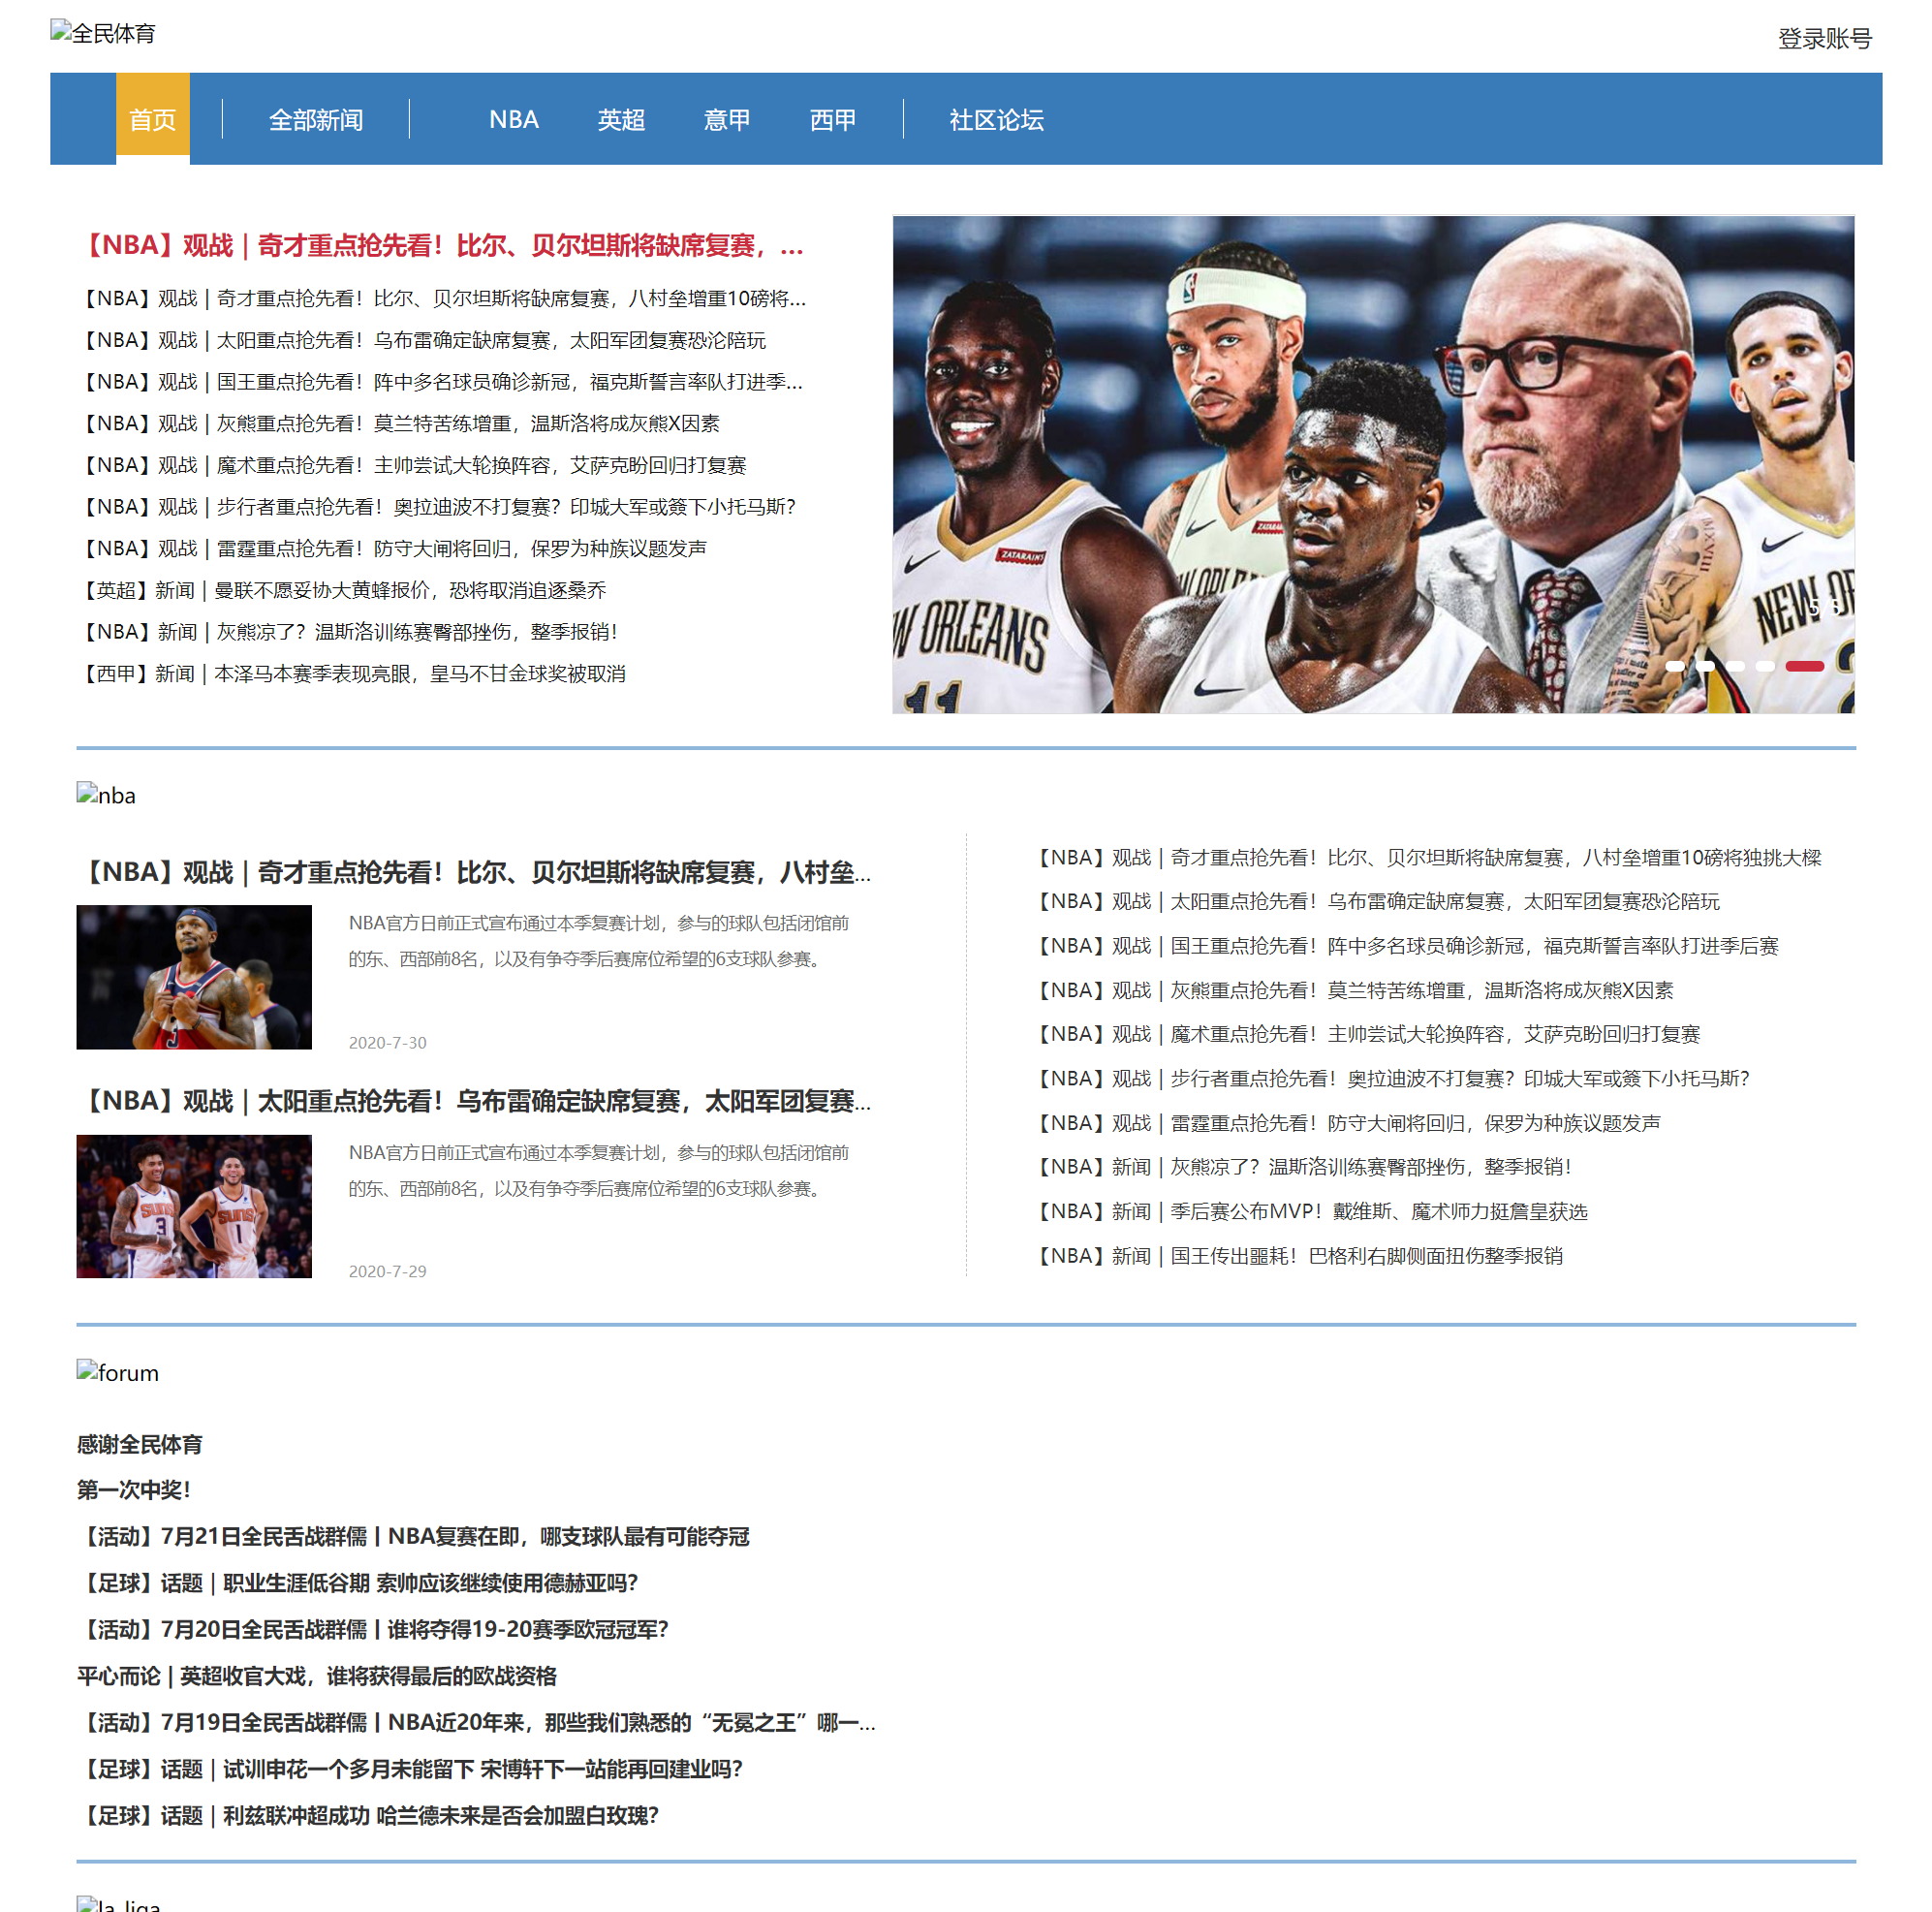 全民体育
登录账号
首页
全部新闻
NBA
英超
意甲
西甲
社区论坛
【NBA】观战 | 奇才重点抢先看！比尔、贝尔坦斯将缺席复赛，...
【NBA】观战 | 奇才重点抢先看！比尔、贝尔坦斯将缺席复赛，八村垒增重10磅将...
【NBA】观战 | 太阳重点抢先看！乌布雷确定缺席复赛，太阳军团复赛恐沦陪玩
【NBA】观战 | 国王重点抢先看！阵中多名球员确诊新冠，福克斯誓言率队打进季...
【NBA】观战 | 灰熊重点抢先看！莫兰特苦练增重，温斯洛将成灰熊X因素
【NBA】观战 | 魔术重点抢先看！主帅尝试大轮换阵容，艾萨克盼回归打复赛
【NBA】观战 | 步行者重点抢先看！奥拉迪波不打复赛？印城大军或簽下小托马斯？
【NBA】观战 | 雷霆重点抢先看！防守大闸将回归，保罗为种族议题发声
【英超】新闻 | 曼联不愿妥协大黄蜂报价，恐将取消追逐桑乔
【NBA】新闻 | 灰熊凉了？温斯洛训练赛臀部挫伤，整季报销！
【西甲】新闻 | 本泽马本赛季表现亮眼，皇马不甘金球奖被取消
ZATARAIN'S
W ORLEANS
11
NEW OR
5/5
nba
【NBA】观战 | 奇才重点抢先看！比尔、贝尔坦斯将缺席复赛，八村垒...
NBA官方日前正式宣布通过本季复赛计划，参与的球队包括闭馆前
的东、西部前8名，以及有争夺季后赛席位希望的6支球队参赛。
2020-7-30
【NBA】观战 | 太阳重点抢先看！乌布雷确定缺席复赛，太阳军团复赛...
SUNS
3
SUNS
1
NBA官方日前正式宣布通过本季复赛计划，参与的球队包括闭馆前
的东、西部前8名，以及有争夺季后赛席位希望的6支球队参赛。
2020-7-29
【NBA】观战 | 奇才重点抢先看！比尔、贝尔坦斯将缺席复赛，八村垒增重10磅将独挑大樑
【NBA】观战 | 太阳重点抢先看！乌布雷确定缺席复赛，太阳军团复赛恐沦陪玩
【NBA】观战 | 国王重点抢先看！阵中多名球员确诊新冠，福克斯誓言率队打进季后赛
【NBA】观战 | 灰熊重点抢先看！莫兰特苦练增重，温斯洛将成灰熊X因素
【NBA】观战 | 魔术重点抢先看！主帅尝试大轮换阵容，艾萨克盼回归打复赛
【NBA】观战 | 步行者重点抢先看！奥拉迪波不打复赛？印城大军或簽下小托马斯？
【NBA】观战 | 雷霆重点抢先看！防守大闸将回归，保罗为种族议题发声
【NBA】新闻 | 灰熊凉了？温斯洛训练赛臀部挫伤，整季报销！
【NBA】新闻 | 季后赛公布MVP！戴维斯、魔术师力挺詹皇获选
【NBA】新闻 | 国王传出噩耗！巴格利右脚侧面扭伤整季报销
forum
感谢全民体育
第一次中奖！
【活动】7月21日全民舌战群儒丨NBA复赛在即，哪支球队最有可能夺冠
【足球】话题 | 职业生涯低谷期 索帅应该继续使用德赫亚吗？
【活动】7月20日全民舌战群儒丨谁将夺得19-20赛季欧冠冠军？
平心而论 | 英超收官大戏，谁将获得最后的欧战资格
【活动】7月19日全民舌战群儒丨NBA近20年来，那些我们熟悉的“无冕之王”哪一...
【足球】话题 | 试训申花一个多月未能留下 宋博轩下一站能再回建业吗？
【足球】话题 | 利兹联冲超成功 哈兰德未来是否会加盟白玫瑰？
la_liga